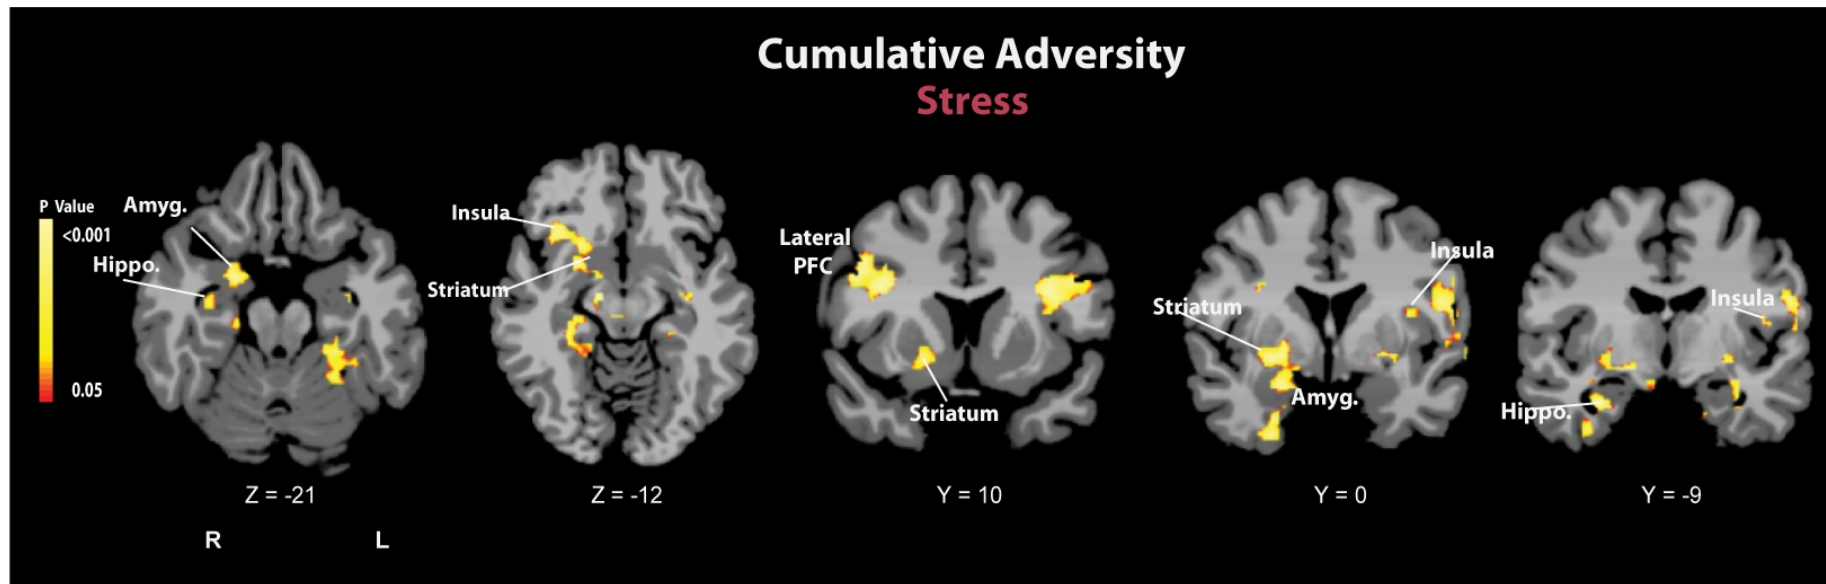 Cumulative Adversity
Stress
P Value
<0.001
0.05
Amyg.
Hippo.
Z = -21
R
L
Insula
Striatum
Z = -12
Lateral
PFC
Striatum
Y = 10
Insula
Striatum
Amyg.
Y = 0
Insula
Hippo.
Y = -9